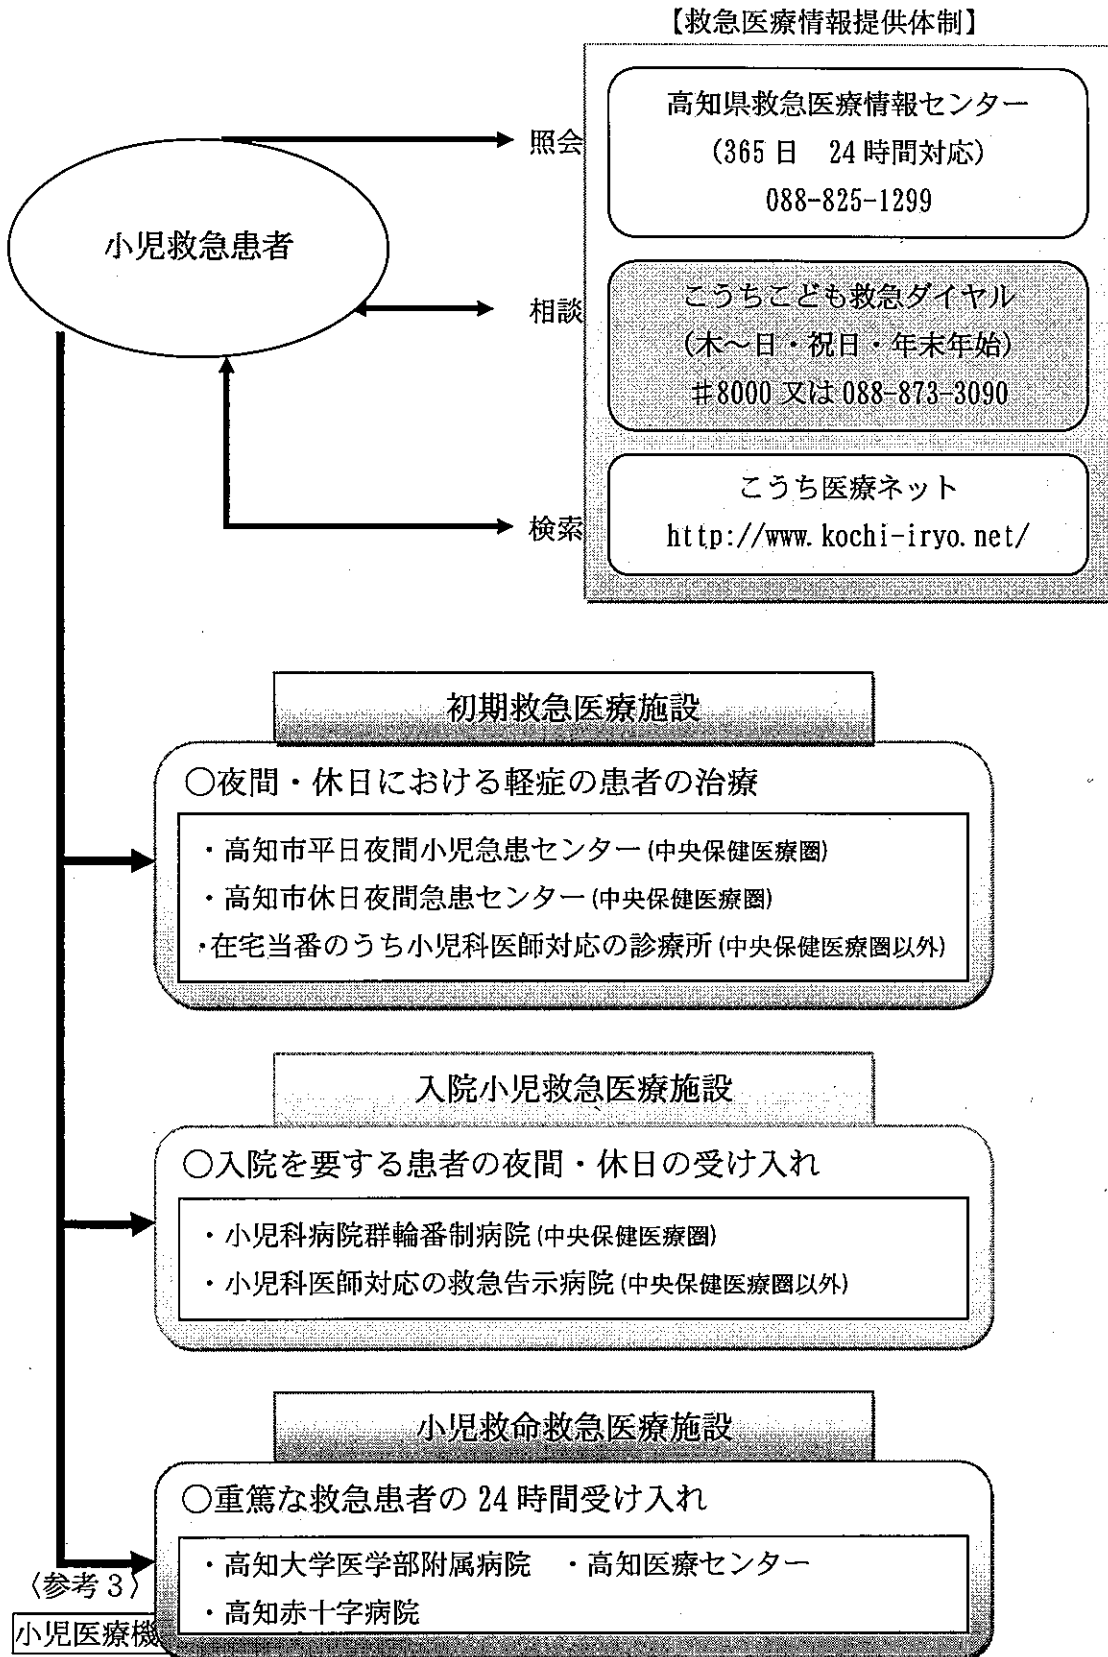 【救急医療情報提供体制】
高知県救急医療情報センター
(365日　24時間対応)
088-825-1299
照会
小児救急患者
こうちこども救急ダイヤル
(木～日・祝日・年末年始)
♯8000 又は 088-873-3090
相談
こうち医療ネット
http://www.kochi-iryo.net/
検索
初期救急医療施設
○夜間・休日における軽症の患者の治療
・高知市平日夜間小児急患センター(中央保健医療圏)
・高知市休日夜間急患センター(中央保健医療圏)
・在宅当番のうち小児科医師対応の診療所(中央保健医療圏以外)
入院小児救急医療施設
○入院を要する患者の夜間・休日の受け入れ
・小児科病院群輪番制病院(中央保健医療圏)
・小児科医師対応の救急告示病院(中央保健医療圏以外)
小児救命救急医療施設
○重篤な救急患者の24時間受け入れ
・高知大学医学部附属病院　・高知医療センター
・高知赤十字病院
〈参考3〉
小児医療機